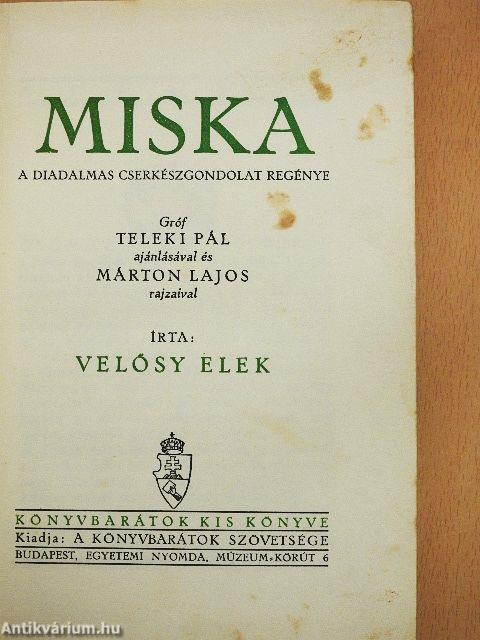 MISKA
A DIADALMAS CSERKÉSZGONDOLAT REGÉNYE
Gróf
TELEKI PÁL
ajánlásával és
MÁRTON LAJOS
rajzaival
ÍRTA:
VELŐSY ELEK
KÖNYVBARÁTOK KIS KÖNYVE
Kiadja: A KÖNYVBARÁTOK SZÖVETSÉGE
BUDAPEST, EGYETEMI NYOMDA, MÚZEUM-KÖRÚT 6
Antikvárium.hu